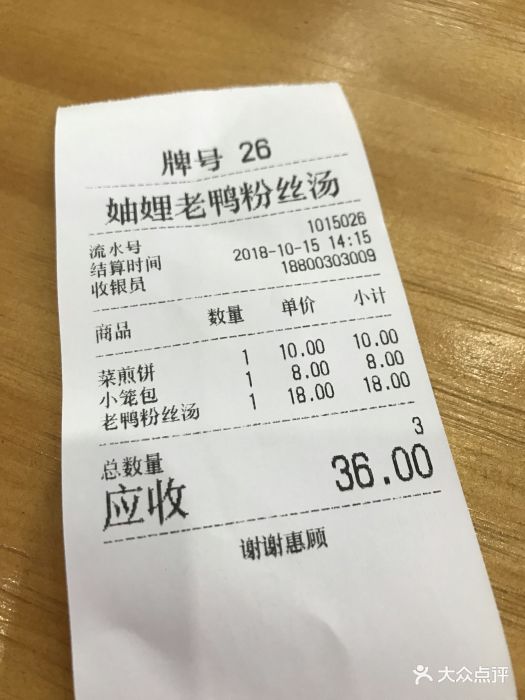 牌号 26
妯娌老鸭粉丝汤
流水号 1015026
结算时间 2018-10-15 14:15
收银员 18800303009
商品 数量 单价 小计
菜煎饼 1 10.00 10.00
小笼包 1 8.00 8.00
老鸭粉丝汤 1 18.00 18.00
总数量 3
应收 36.00
谢谢惠顾
大众点评